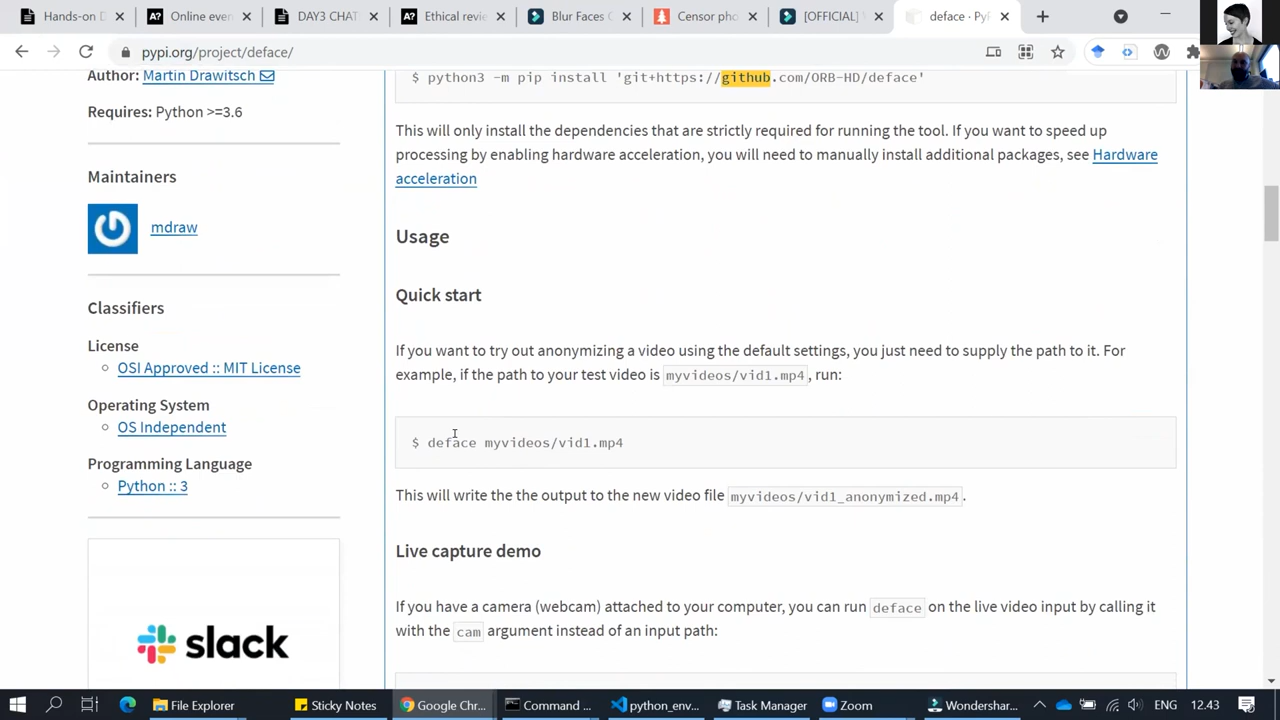 Hands-on D
Online even
DAY3 CHAT
Ethical revie
Blur Faces O
Censor pho
[OFFICIAL]
deface · PyP
pypi.org/project/deface/
Author: Martin Drawitsch
Requires: Python >=3.6
Maintainers
mdraw
Classifiers
License
OSI Approved :: MIT License
Operating System
OS Independent
Programming Language
Python :: 3
slack
$ python3 -m pip install 'git+https://github.com/ORB-HD/deface'
This will only install the dependencies that are strictly required for running the tool. If you want to speed up
processing by enabling hardware acceleration, you will need to manually install additional packages, see Hardware
acceleration
Usage
Quick start
If you want to try out anonymizing a video using the default settings, you just need to supply the path to it. For
example, if the path to your test video is myvideos/vid1.mp4, run:
$ deface myvideos/vid1.mp4
This will write the the output to the new video file myvideos/vid1_anonymized.mp4.
Live capture demo
If you have a camera (webcam) attached to your computer, you can run deface on the live video input by calling it
with the cam argument instead of an input path:
File Explorer
Sticky Notes
Google Chr...
Command ...
python_env...
Task Manager
Zoom
Wondershar...
ENG
12.43